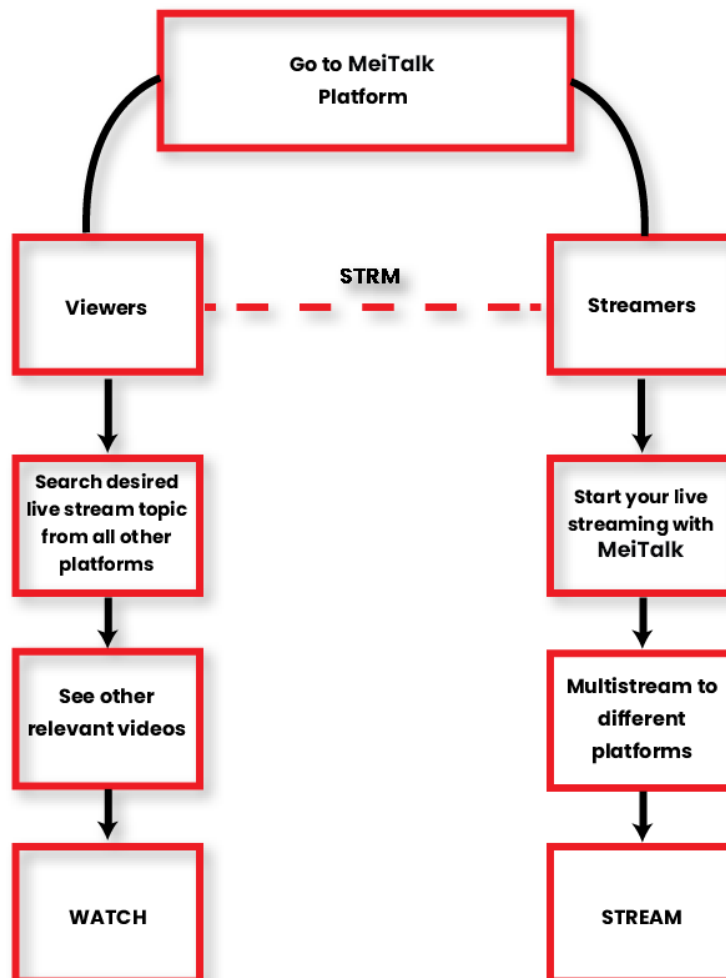 Go to MeiTalk
Platform
Viewers
STRM
Streamers
Search desired
live stream topic
from all other
platforms
Start your live
streaming with
MeiTalk
See other
relevant videos
Multistream to
different
platforms
WATCH
STREAM